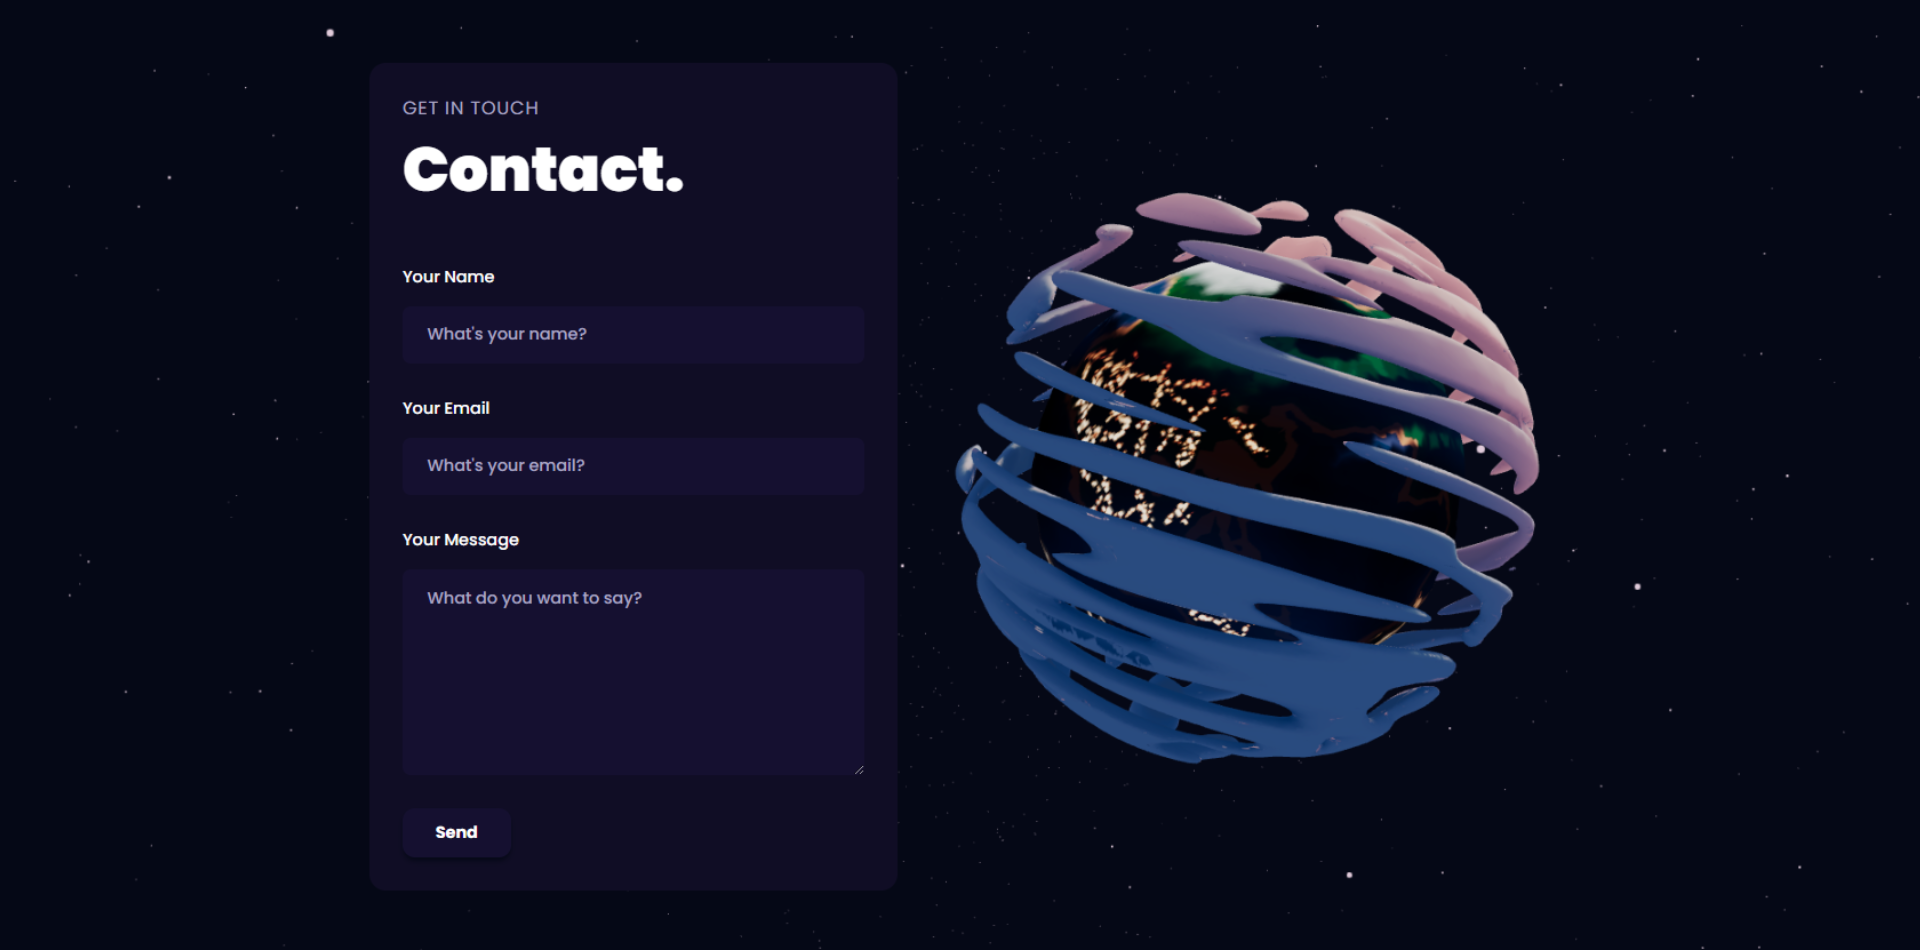 GET IN TOUCH
Contact.
Your Name
What's your name?
Your Email
What's your email?
Your Message
What do you want to say?
Send